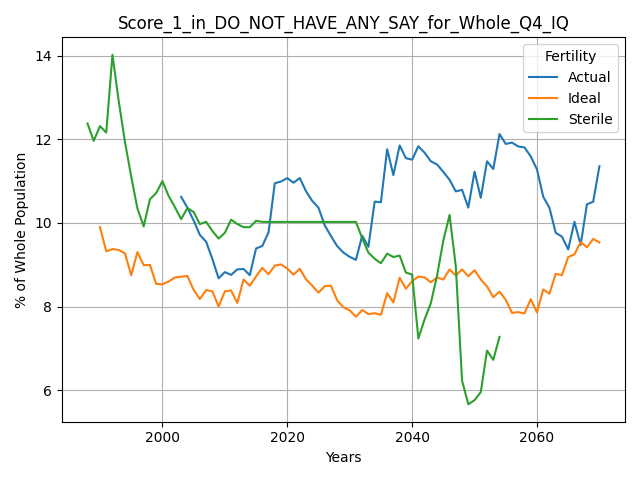 Score_1_in_DO_NOT_HAVE_ANY_SAY_for_Whole_Q4_IQ
% of Whole Population
14
12
10
8
6
2000
2020
2040
2060
Years
Fertility
Actual
Ideal
Sterile